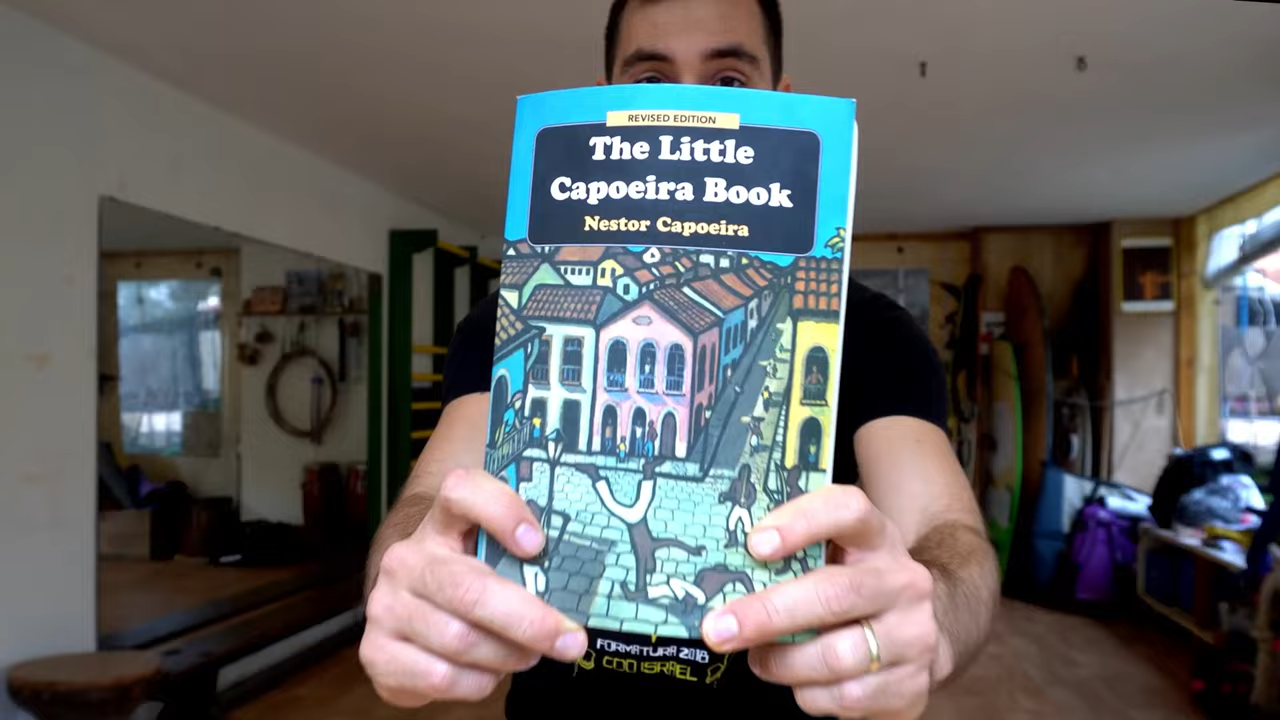 REVISED EDITION
The Little
Capoeira Book
Nestor Capoeira
FORMATURA 2018
CDO ISRAEL